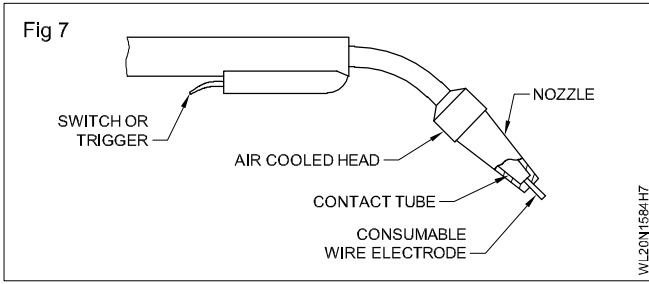 Fig 7
SWITCH OR
TRIGGER
NOZZLE
AIR COOLED HEAD
CONTACT TUBE
CONSUMABLE
WIRE ELECTRODE
WL20N1584H7